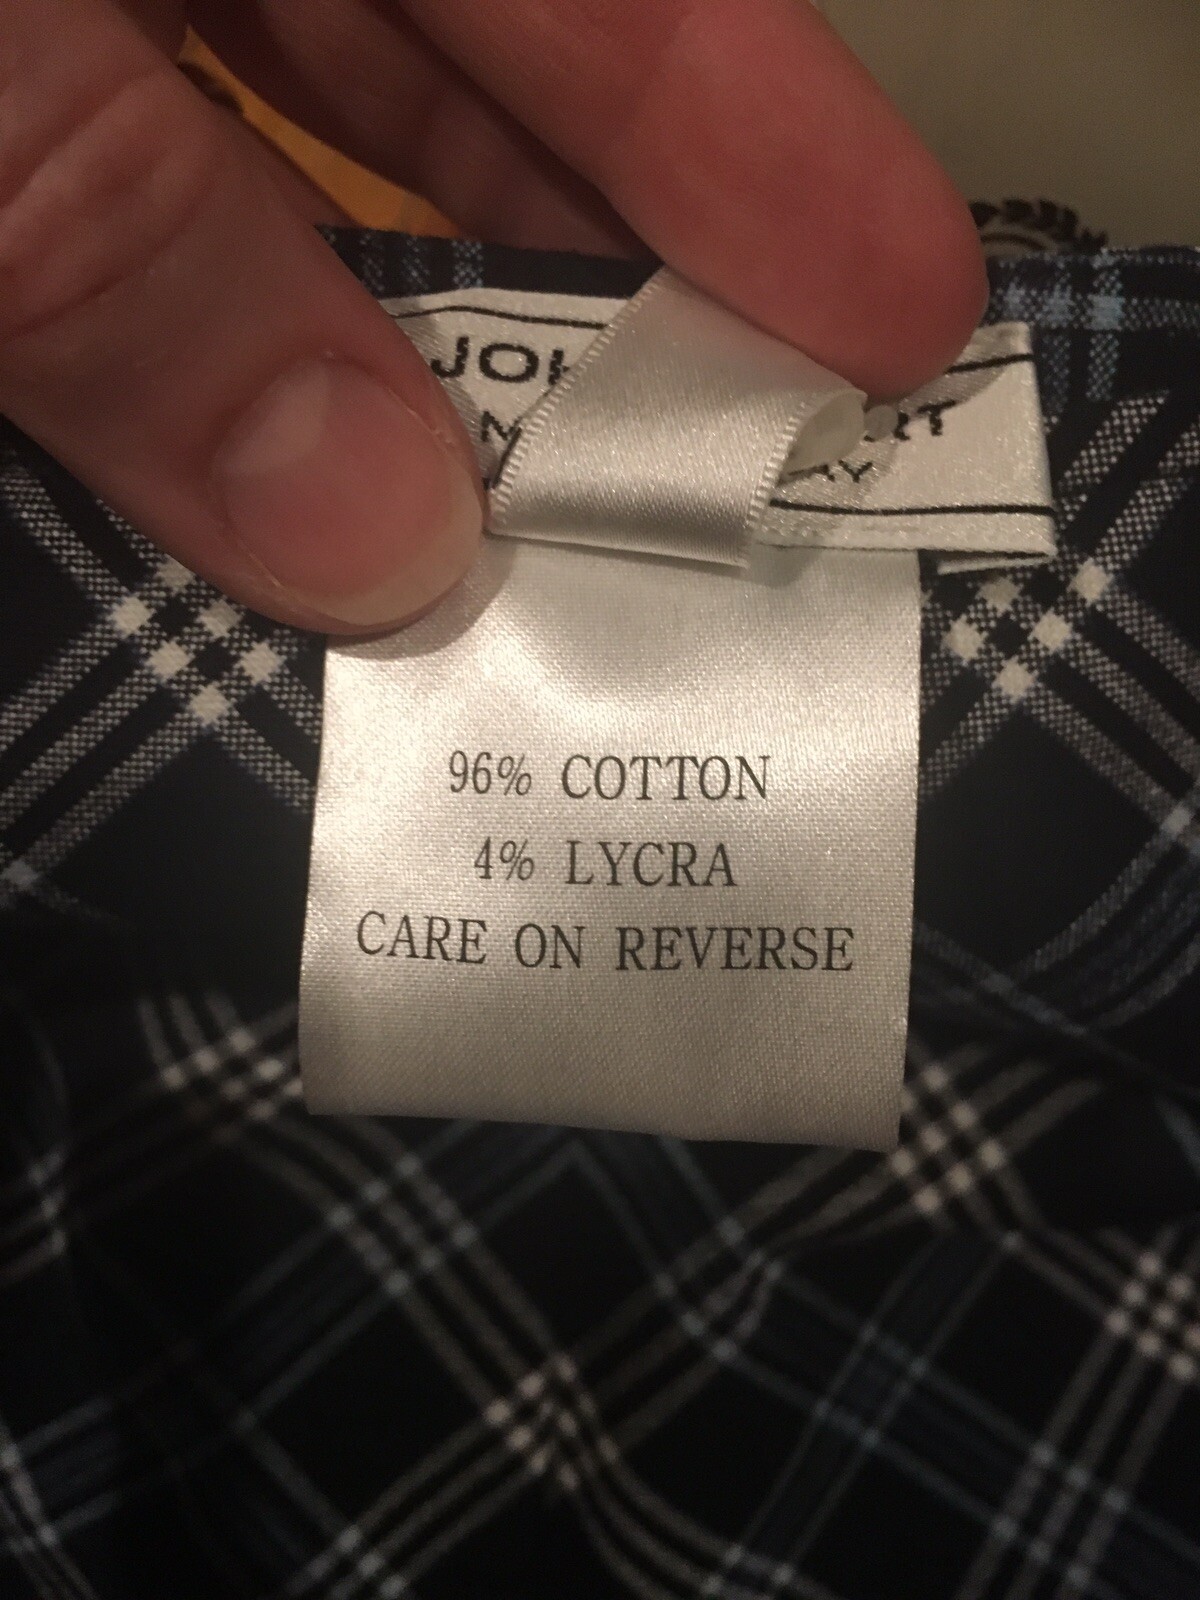 96% COTTON
4% LYCRA
CARE ON REVERSE